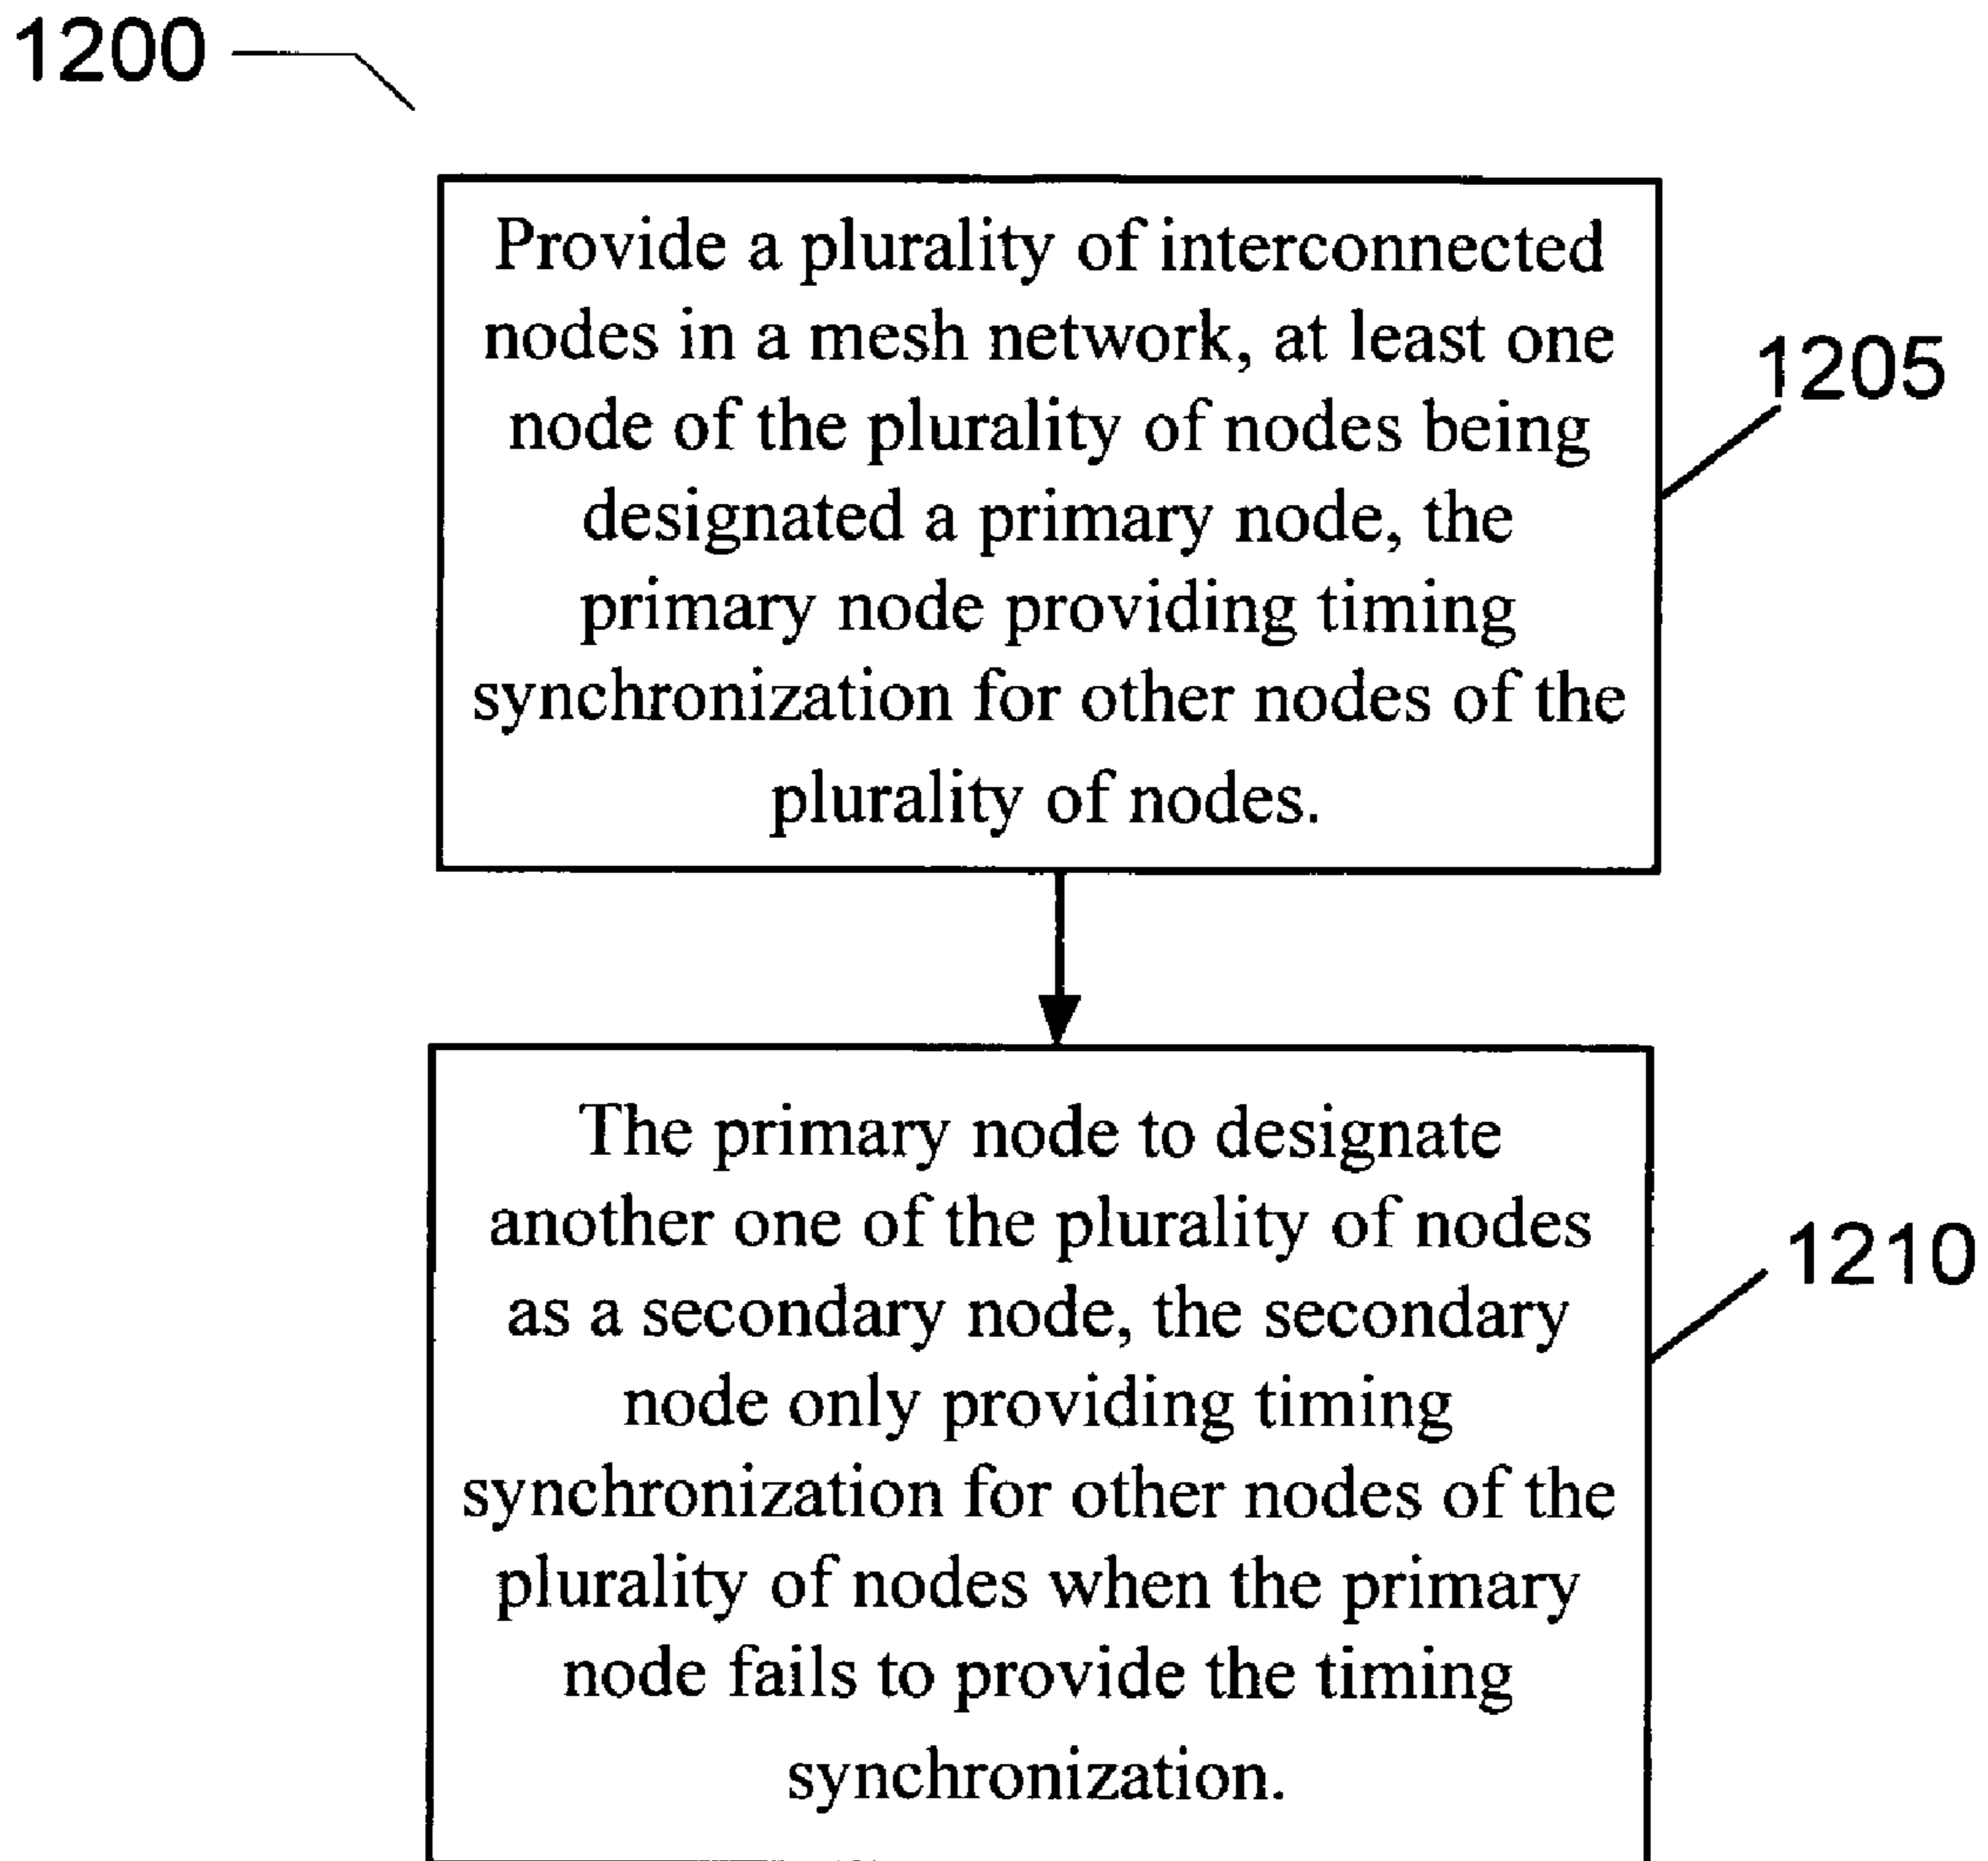 1200
Provide a plurality of interconnected
nodes in a mesh network, at least one
node of the plurality of nodes being
designated a primary node, the
primary node providing timing
synchronization for other nodes of the
plurality of nodes.
1205
The primary node to designate
another one of the plurality of nodes
as a secondary node, the secondary
node only providing timing
synchronization for other nodes of the
plurality of nodes when the primary
node fails to provide the timing
synchronization.
1210